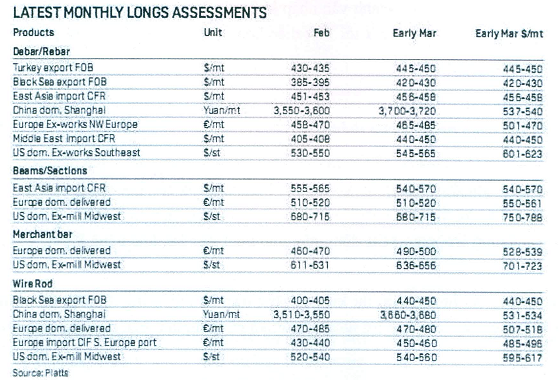 LATEST MONTHLY LONGS ASSESSMENTS
Products Unit Feb Early Mar Early Mar $/mt
Debar/Rebar
Turkey export FOB $/mt 430-435 445-450 445-450
Black Sea export FOB $/mt 385-395 420-430 420-430
East Asia import CFR $/mt 451-453 456-458 456-458
China dom. Shanghai Yuan/mt 3,550-3,600 3,700-3,720 537-540
Europe Ex-works NW Europe €/mt 458-470 465-485 501-470
Middle East import CFR $/mt 405-408 440-450 440-450
US dom. Ex-works Southeast $/st 530-550 545-565 601-623
Beams/Sections
East Asia import CFR $/mt 555-565 540-570 540-570
Europe dom. delivered €/mt 510-520 510-520 550-561
US dom. Ex-mill Midwest $/st 680-715 680-715 750-788
Merchant bar
Europe dom. delivered €/mt 460-470 490-500 528-539
US dom. Ex-mill Midwest $/st 611-631 636-656 701-723
Wire Rod
Black Sea export FOB $/mt 400-405 440-450 440-450
China dom. Shanghai Yuan/mt 3,510-3,550 3,660-3,680 531-534
Europe dom. delivered €/mt 470-485 470-480 507-518
Europe import CIF S. Europe port €/mt 430-440 450-460 485-496
US dom. Ex-mill Midwest $/st 520-540 540-560 595-617
Source: Platts